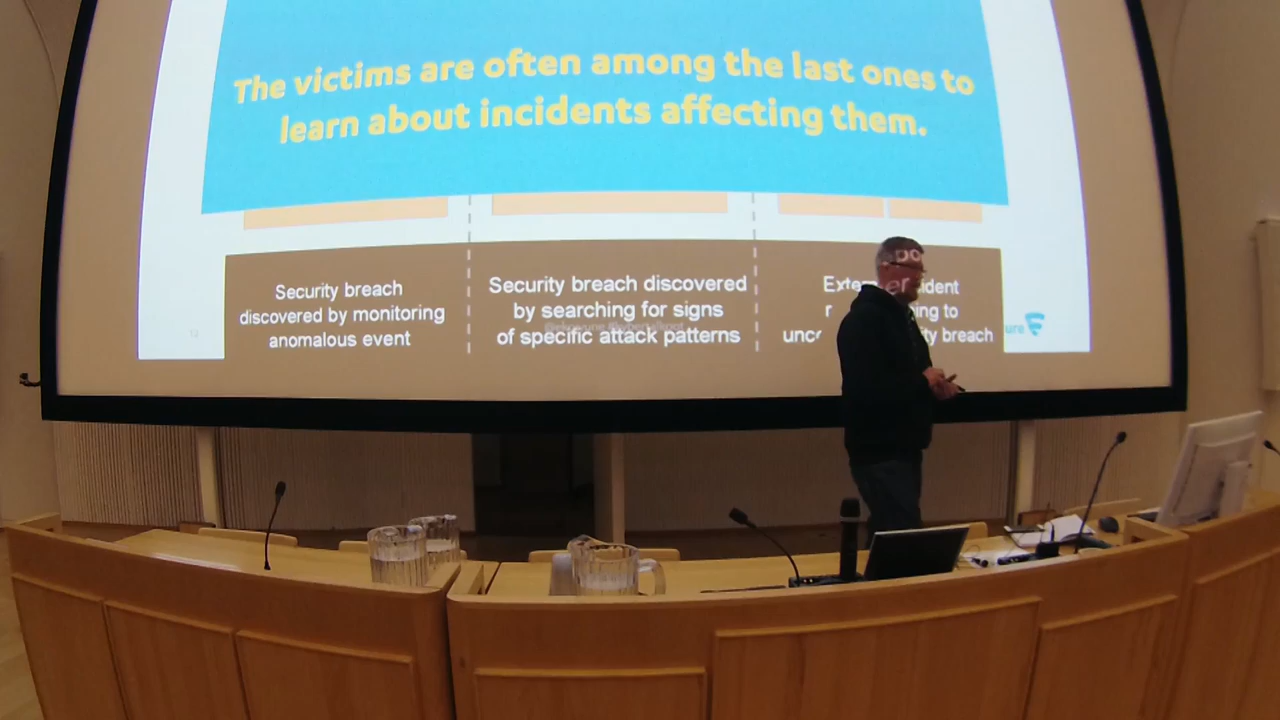 The victims are often among the last ones to
learn about incidents affecting them.
Security breach
discovered by monitoring
anomalous event
Security breach discovered
by searching for signs
of specific attack patterns
to
breach